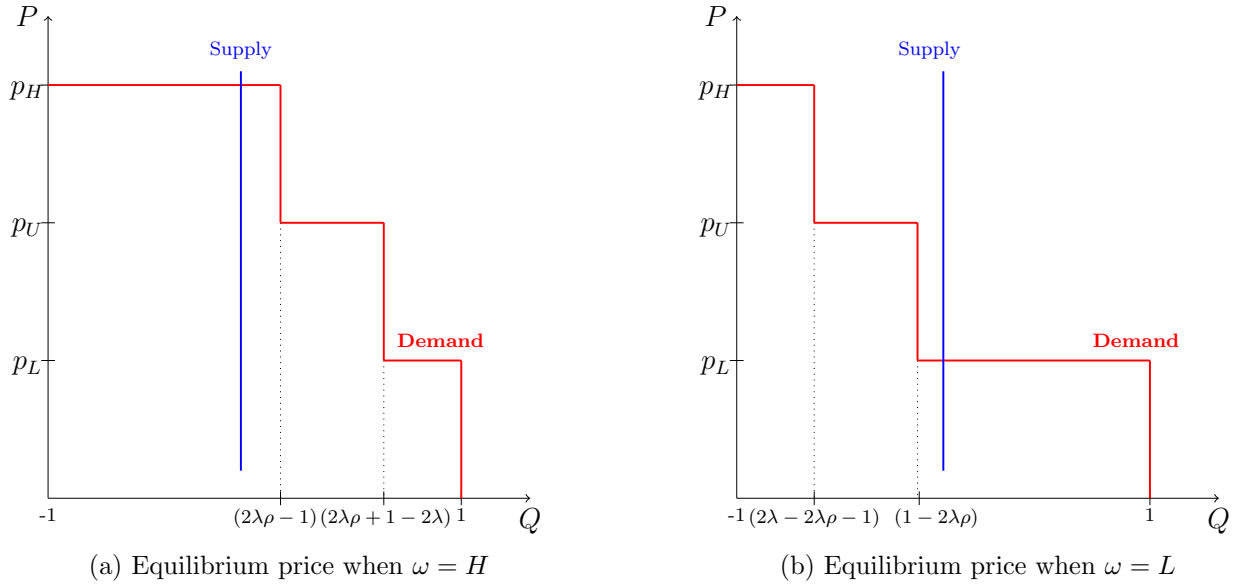 P
Supply
p_H
p_U
Demand
p_L
-1
(2λρ − 1)
(2λρ + 1 − 2λ)
1
Q
(a) Equilibrium price when ω = H
P
Supply
p_H
p_U
Demand
p_L
-1
(2λ − 2λρ − 1)
(1 − 2λρ)
1
Q
(b) Equilibrium price when ω = L